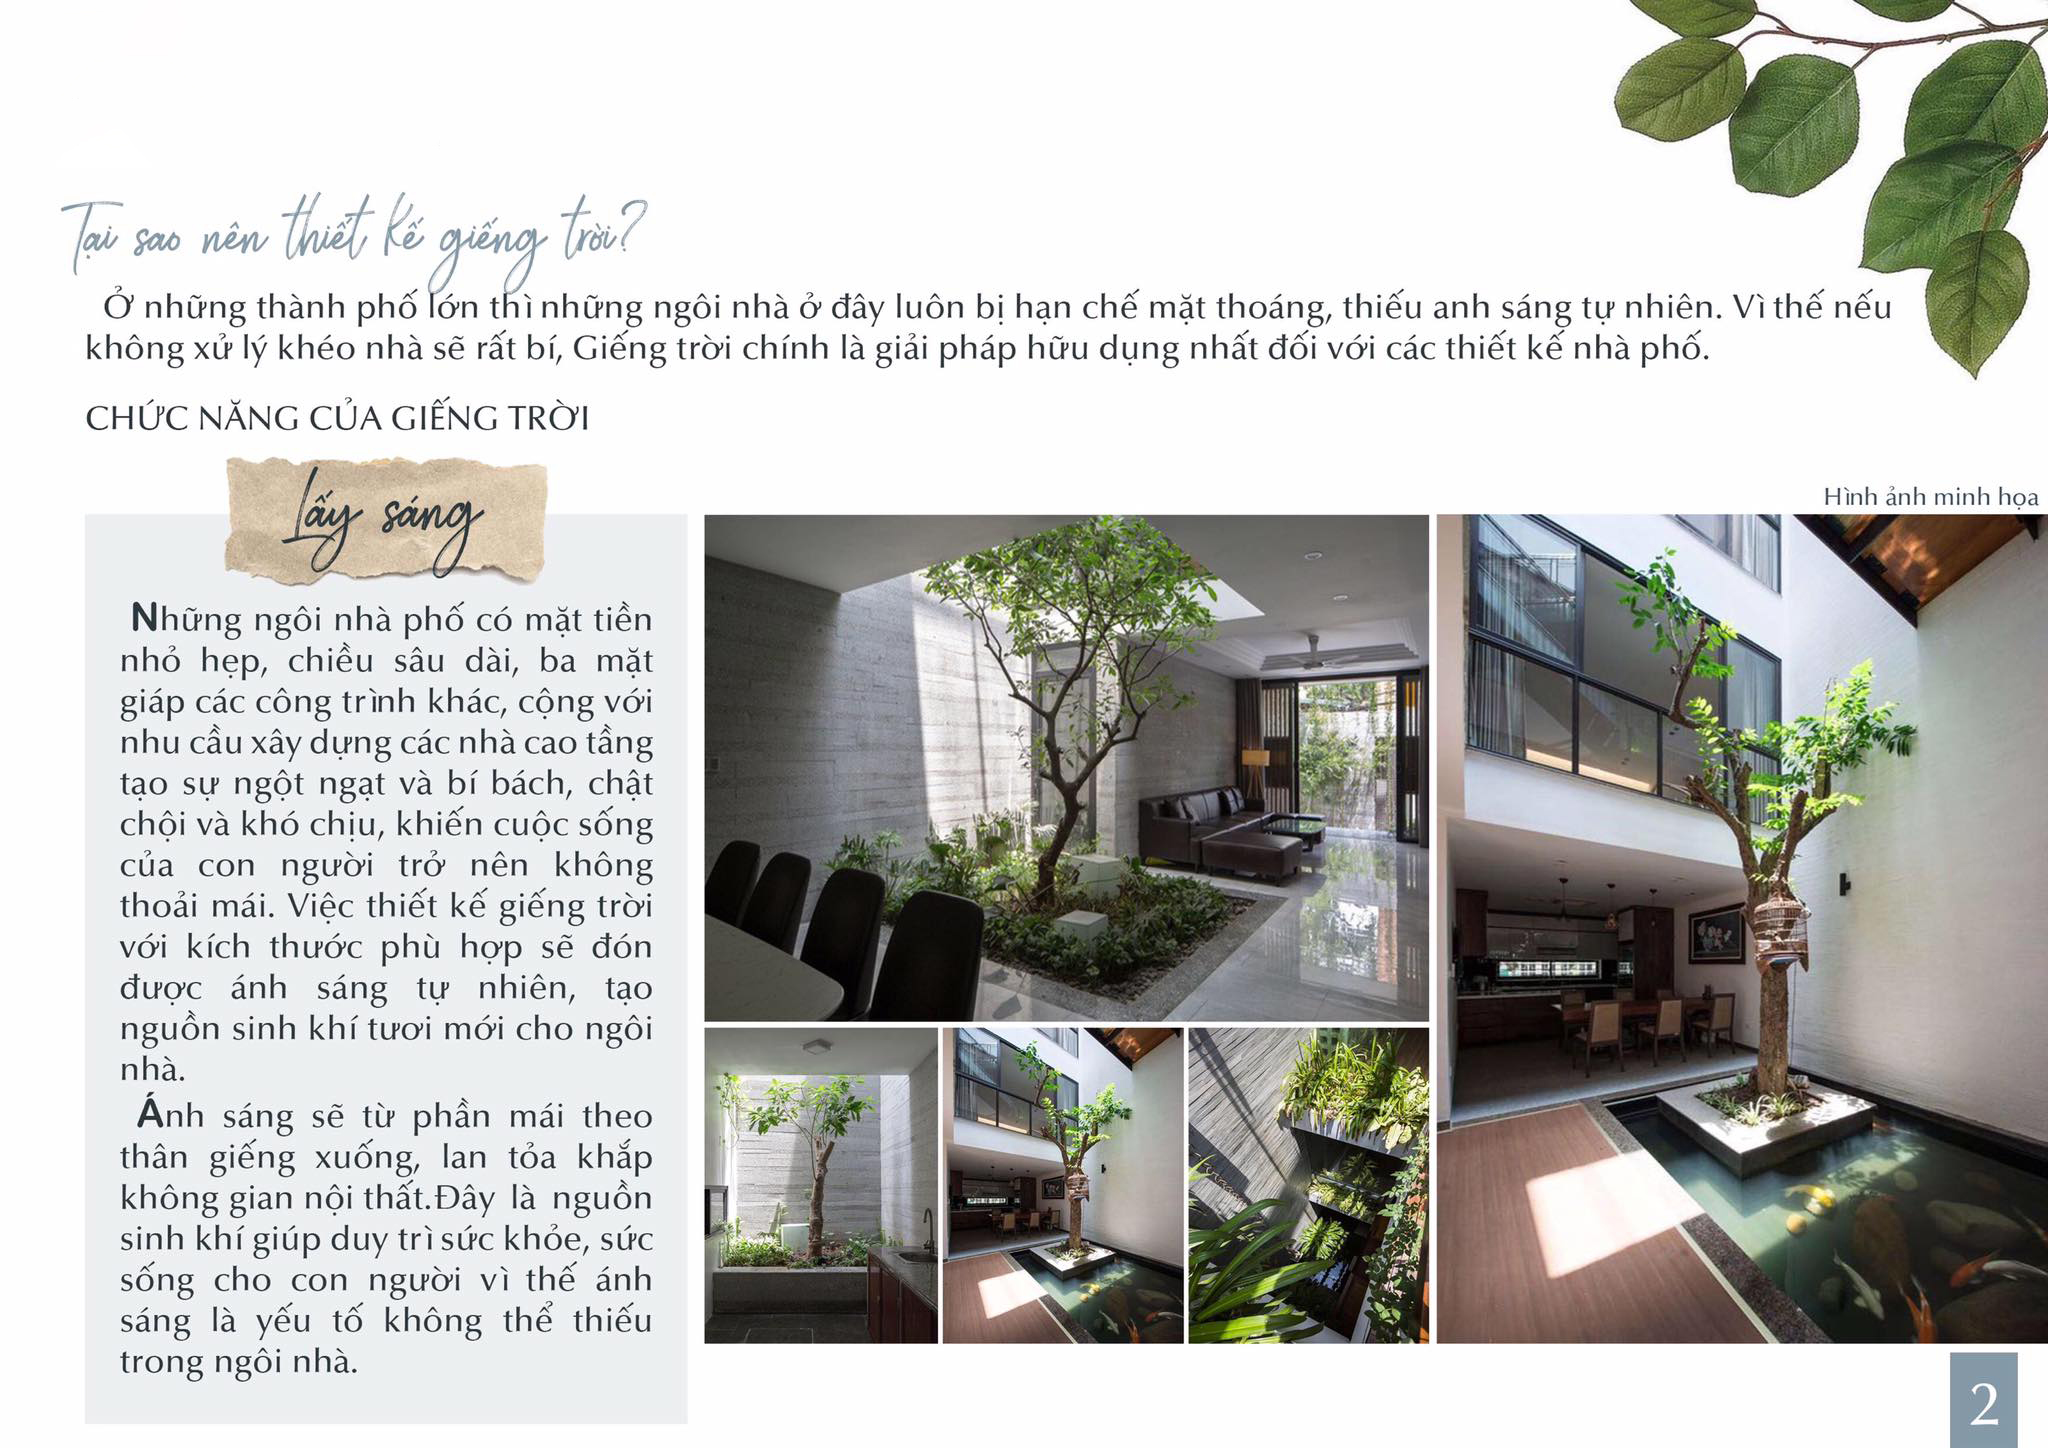 Tại sao nên thiết kế giếng trời?
Ở những thành phố lớn thì những ngôi nhà ở đây luôn bị hạn chế mặt thoáng, thiếu anh sáng tự nhiên. Vì thế nếu
không xử lý khéo nhà sẽ rất bí, Giếng trời chính là giải pháp hữu dụng nhất đối với các thiết kế nhà phố.
CHỨC NĂNG CỦA GIẾNG TRỜI
Lấy sáng
Hình ảnh minh họa
Những ngôi nhà phố có mặt tiền
nhỏ hẹp, chiều sâu dài, ba mặt
giáp các công trình khác, cộng với
nhu cầu xây dựng các nhà cao tầng
tạo sự ngột ngạt và bí bách, chật
chội và khó chịu, khiến cuộc sống
của con người trở nên không
thoải mái. Việc thiết kế giếng trời
với kích thước phù hợp sẽ đón
được ánh sáng tự nhiên, tạo
nguồn sinh khí tươi mới cho ngôi
nhà.
Ánh sáng sẽ từ phần mái theo
thân giếng xuống, lan tỏa khắp
không gian nội thất.Đây là nguồn
sinh khí giúp duy trì sức khỏe, sức
sống cho con người vì thế ánh
sáng là yếu tố không thể thiếu
trong ngôi nhà.
2